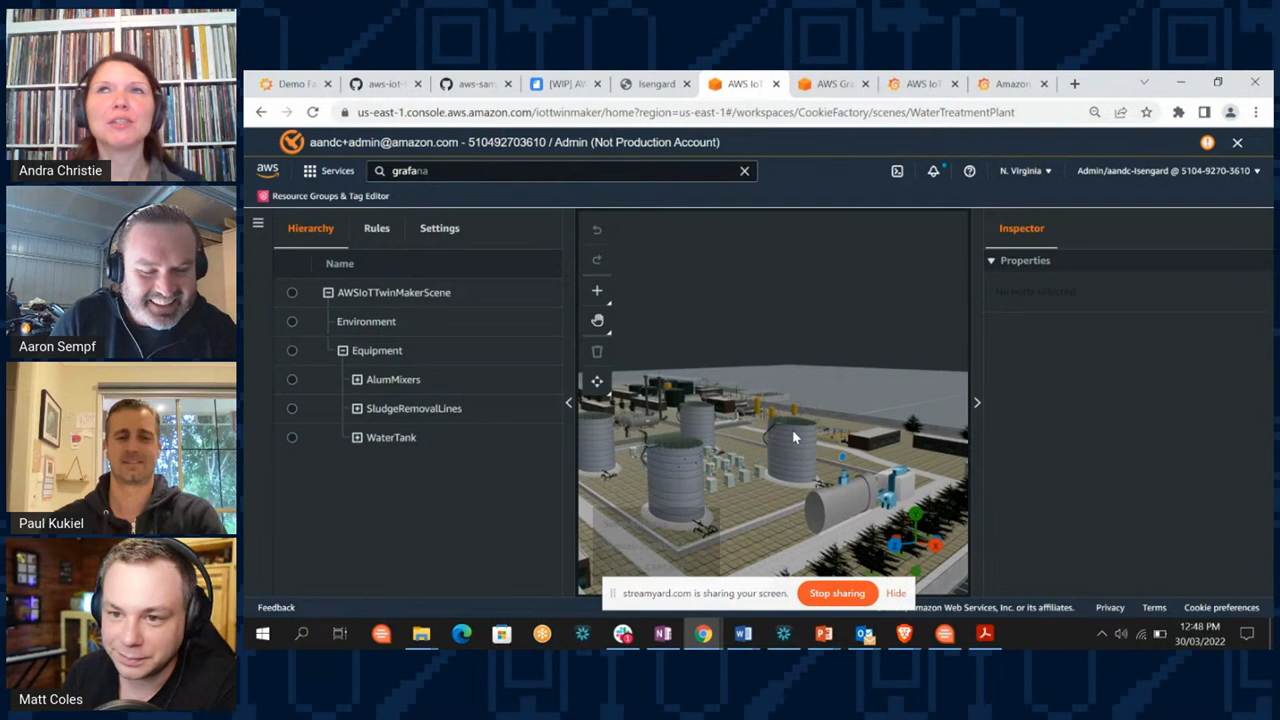 Andra Christie
Aaron Sempf
Paul Kukiel
Matt Coles
Demo Fa
aws-iot-
aws-sam
[WIP] AV
Isengard
AWS IoT
AWS Gra
AWS IoT
Amazon
us-east-1.console.aws.amazon.com/iottwinmaker/home?region=us-east-1#/workspaces/CookieFactory/scenes/WaterTreatmentPlant
aandc+admin@amazon.com - 510492703610 / Admin (Not Production Account)
aws
Services
grafana
N. Virginia
Admin/aandc-Isengard @ 5104-9270-3610
Resource Groups & Tag Editor
Hierarchy
Rules
Settings
Inspector
Name
Properties
AWSIoTTwinMakerScene
Environment
Equipment
AlumMixers
SludgeRemovalLines
WaterTank
streamyard.com is sharing your screen.
Stop sharing
Hide
Feedback
Amazon Web Services, Inc. or its affiliates.
Privacy
Terms
Cookie preferences
12:48 PM
30/03/2022